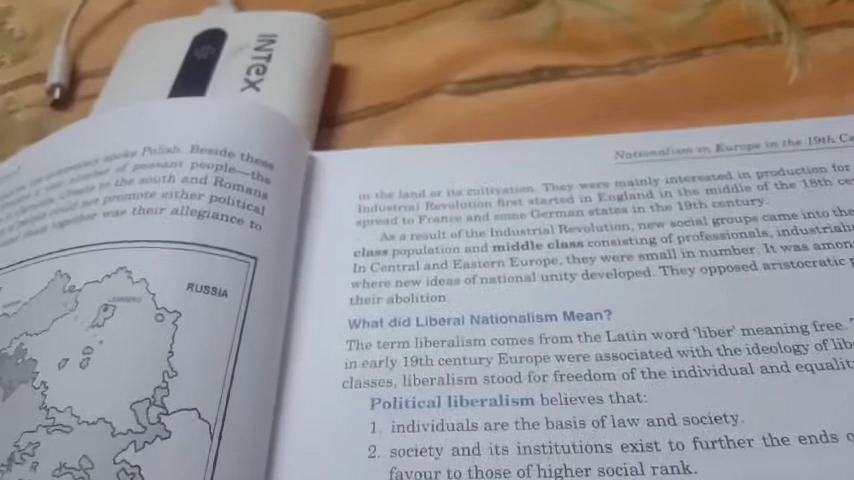 INTEX
spoke Polish. Beside these
of peasant people—the
to the south and Romans
not promote either political
together was their allegiance to
RUSSIA
Nationalism in Europe in the 19th Ce
in the land or its cultivation. They were mainly interested in production for
Industrial Revolution first started in England in the middle of the 18th cen
spread to France and some German states in the 19th century.
As a result of the Industrial Revolution, new social groups came into the
class population and middle class consisting of professionals, industriali
In Central and Eastern Europe, they were small in number. It was amon
where new ideas of national unity developed. They opposed aristocratic p
their abolition.
What did Liberal Nationalism Mean?
The term liberalism comes from the Latin word 'liber' meaning free. T
in early 19th century Europe were associated with the ideology of lib
classes, liberalism stood for freedom of the individual and equalit
Political liberalism believes that:
1. individuals are the basis of law and society.
2. society and its institutions exist to further the ends o
favour to those of higher social rank.